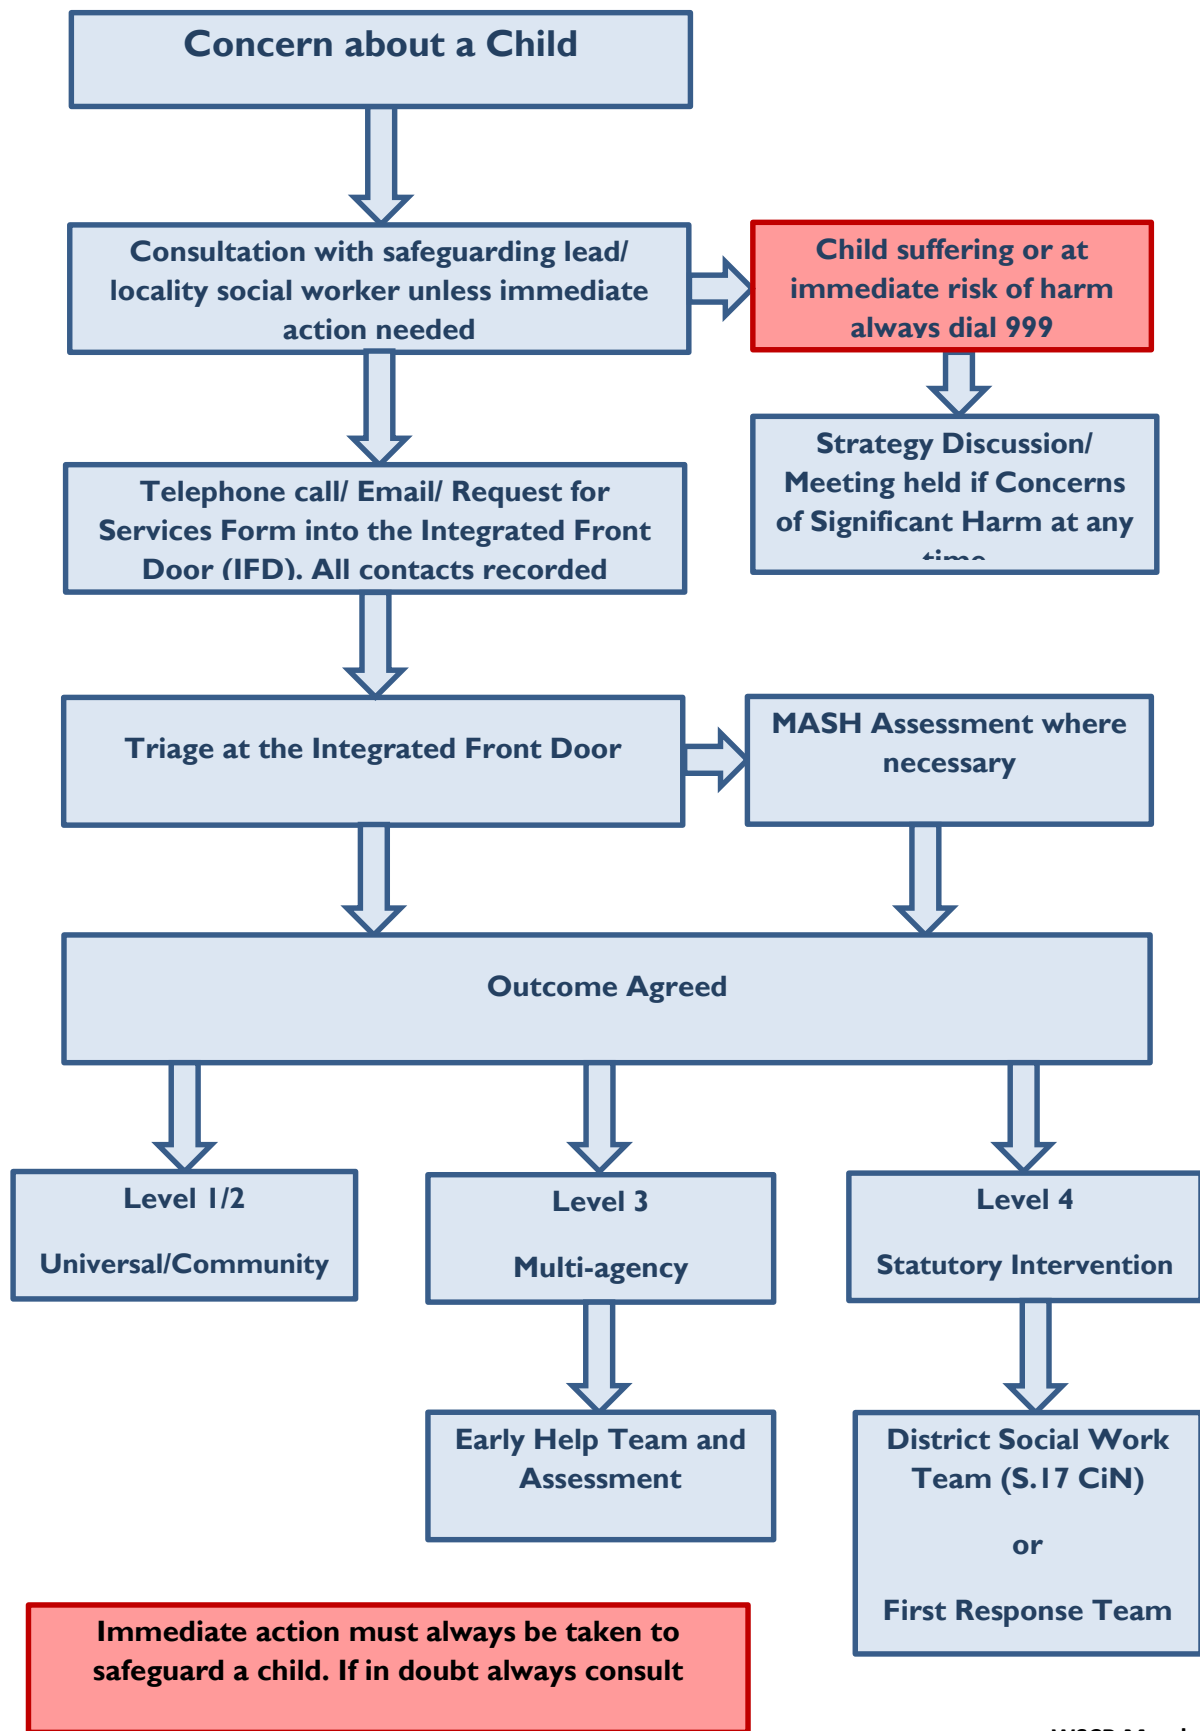 Concern about a Child
Consultation with safeguarding lead/
locality social worker unless immediate
action needed
Child suffering or at
immediate risk of harm
always dial 999
Strategy Discussion/
Meeting held if Concerns
of Significant Harm at any
time
Telephone call/ Email/ Request for
Services Form into the Integrated Front
Door (IFD). All contacts recorded
Triage at the Integrated Front Door
MASH Assessment where
necessary
Outcome Agreed
Level 1/2
Universal/Community
Level 3
Multi-agency
Level 4
Statutory Intervention
Early Help Team and
Assessment
District Social Work
Team (S.17 CiN)
or
First Response Team
Immediate action must always be taken to
safeguard a child. If in doubt always consult